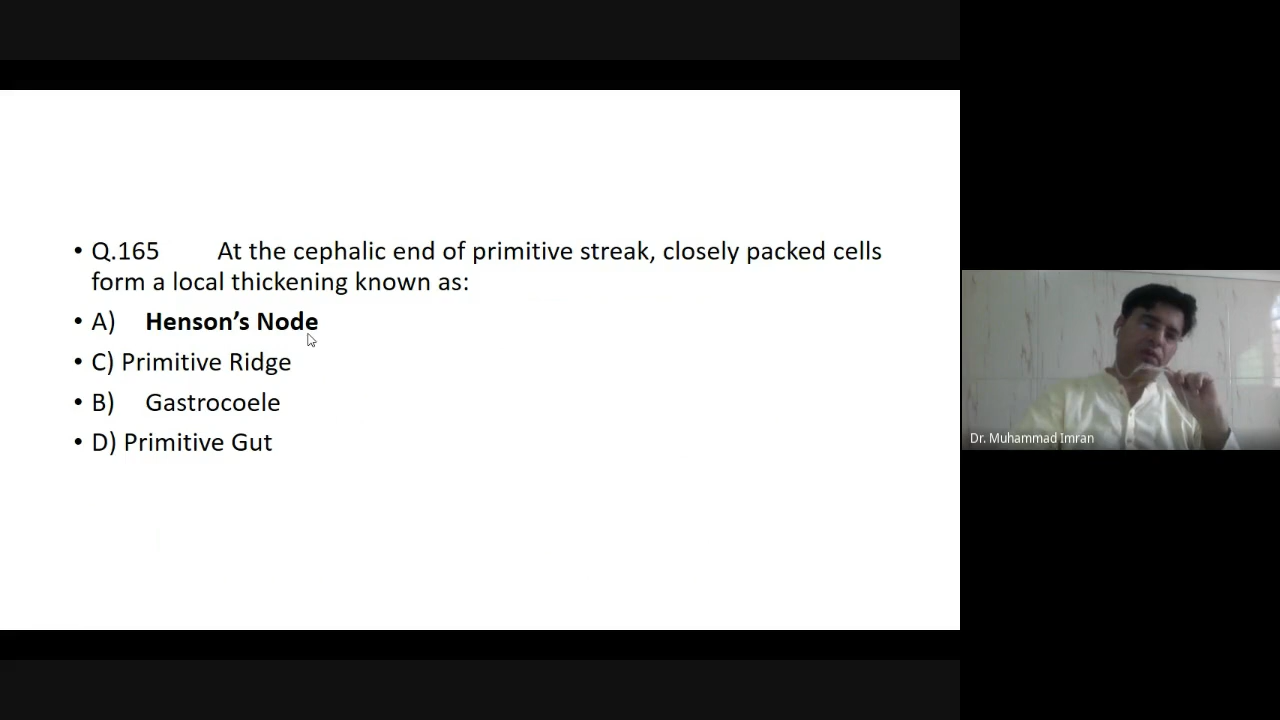 • Q.165 At the cephalic end of primitive streak, closely packed cells
form a local thickening known as:
• A) Henson’s Node
• C) Primitive Ridge
• B) Gastrocoele
• D) Primitive Gut
Dr. Muhammad Imran